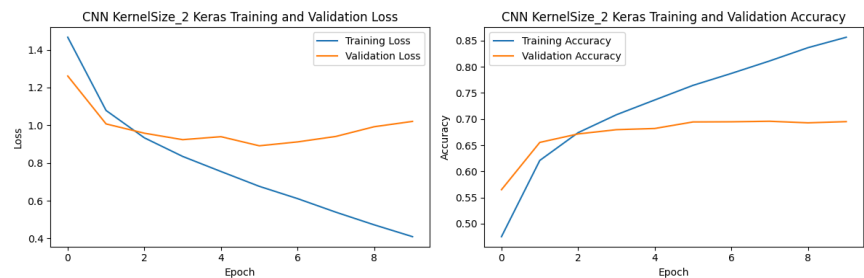 CNN KernelSize_2 Keras Training and Validation Loss
Training Loss
Validation Loss
1.4
1.2
1.0
0.8
0.6
0.4
Loss
0
2
4
6
8
Epoch
CNN KernelSize_2 Keras Training and Validation Accuracy
Training Accuracy
Validation Accuracy
0.85
0.80
0.75
0.70
0.65
0.60
0.55
0.50
Accuracy
0
2
4
6
8
Epoch